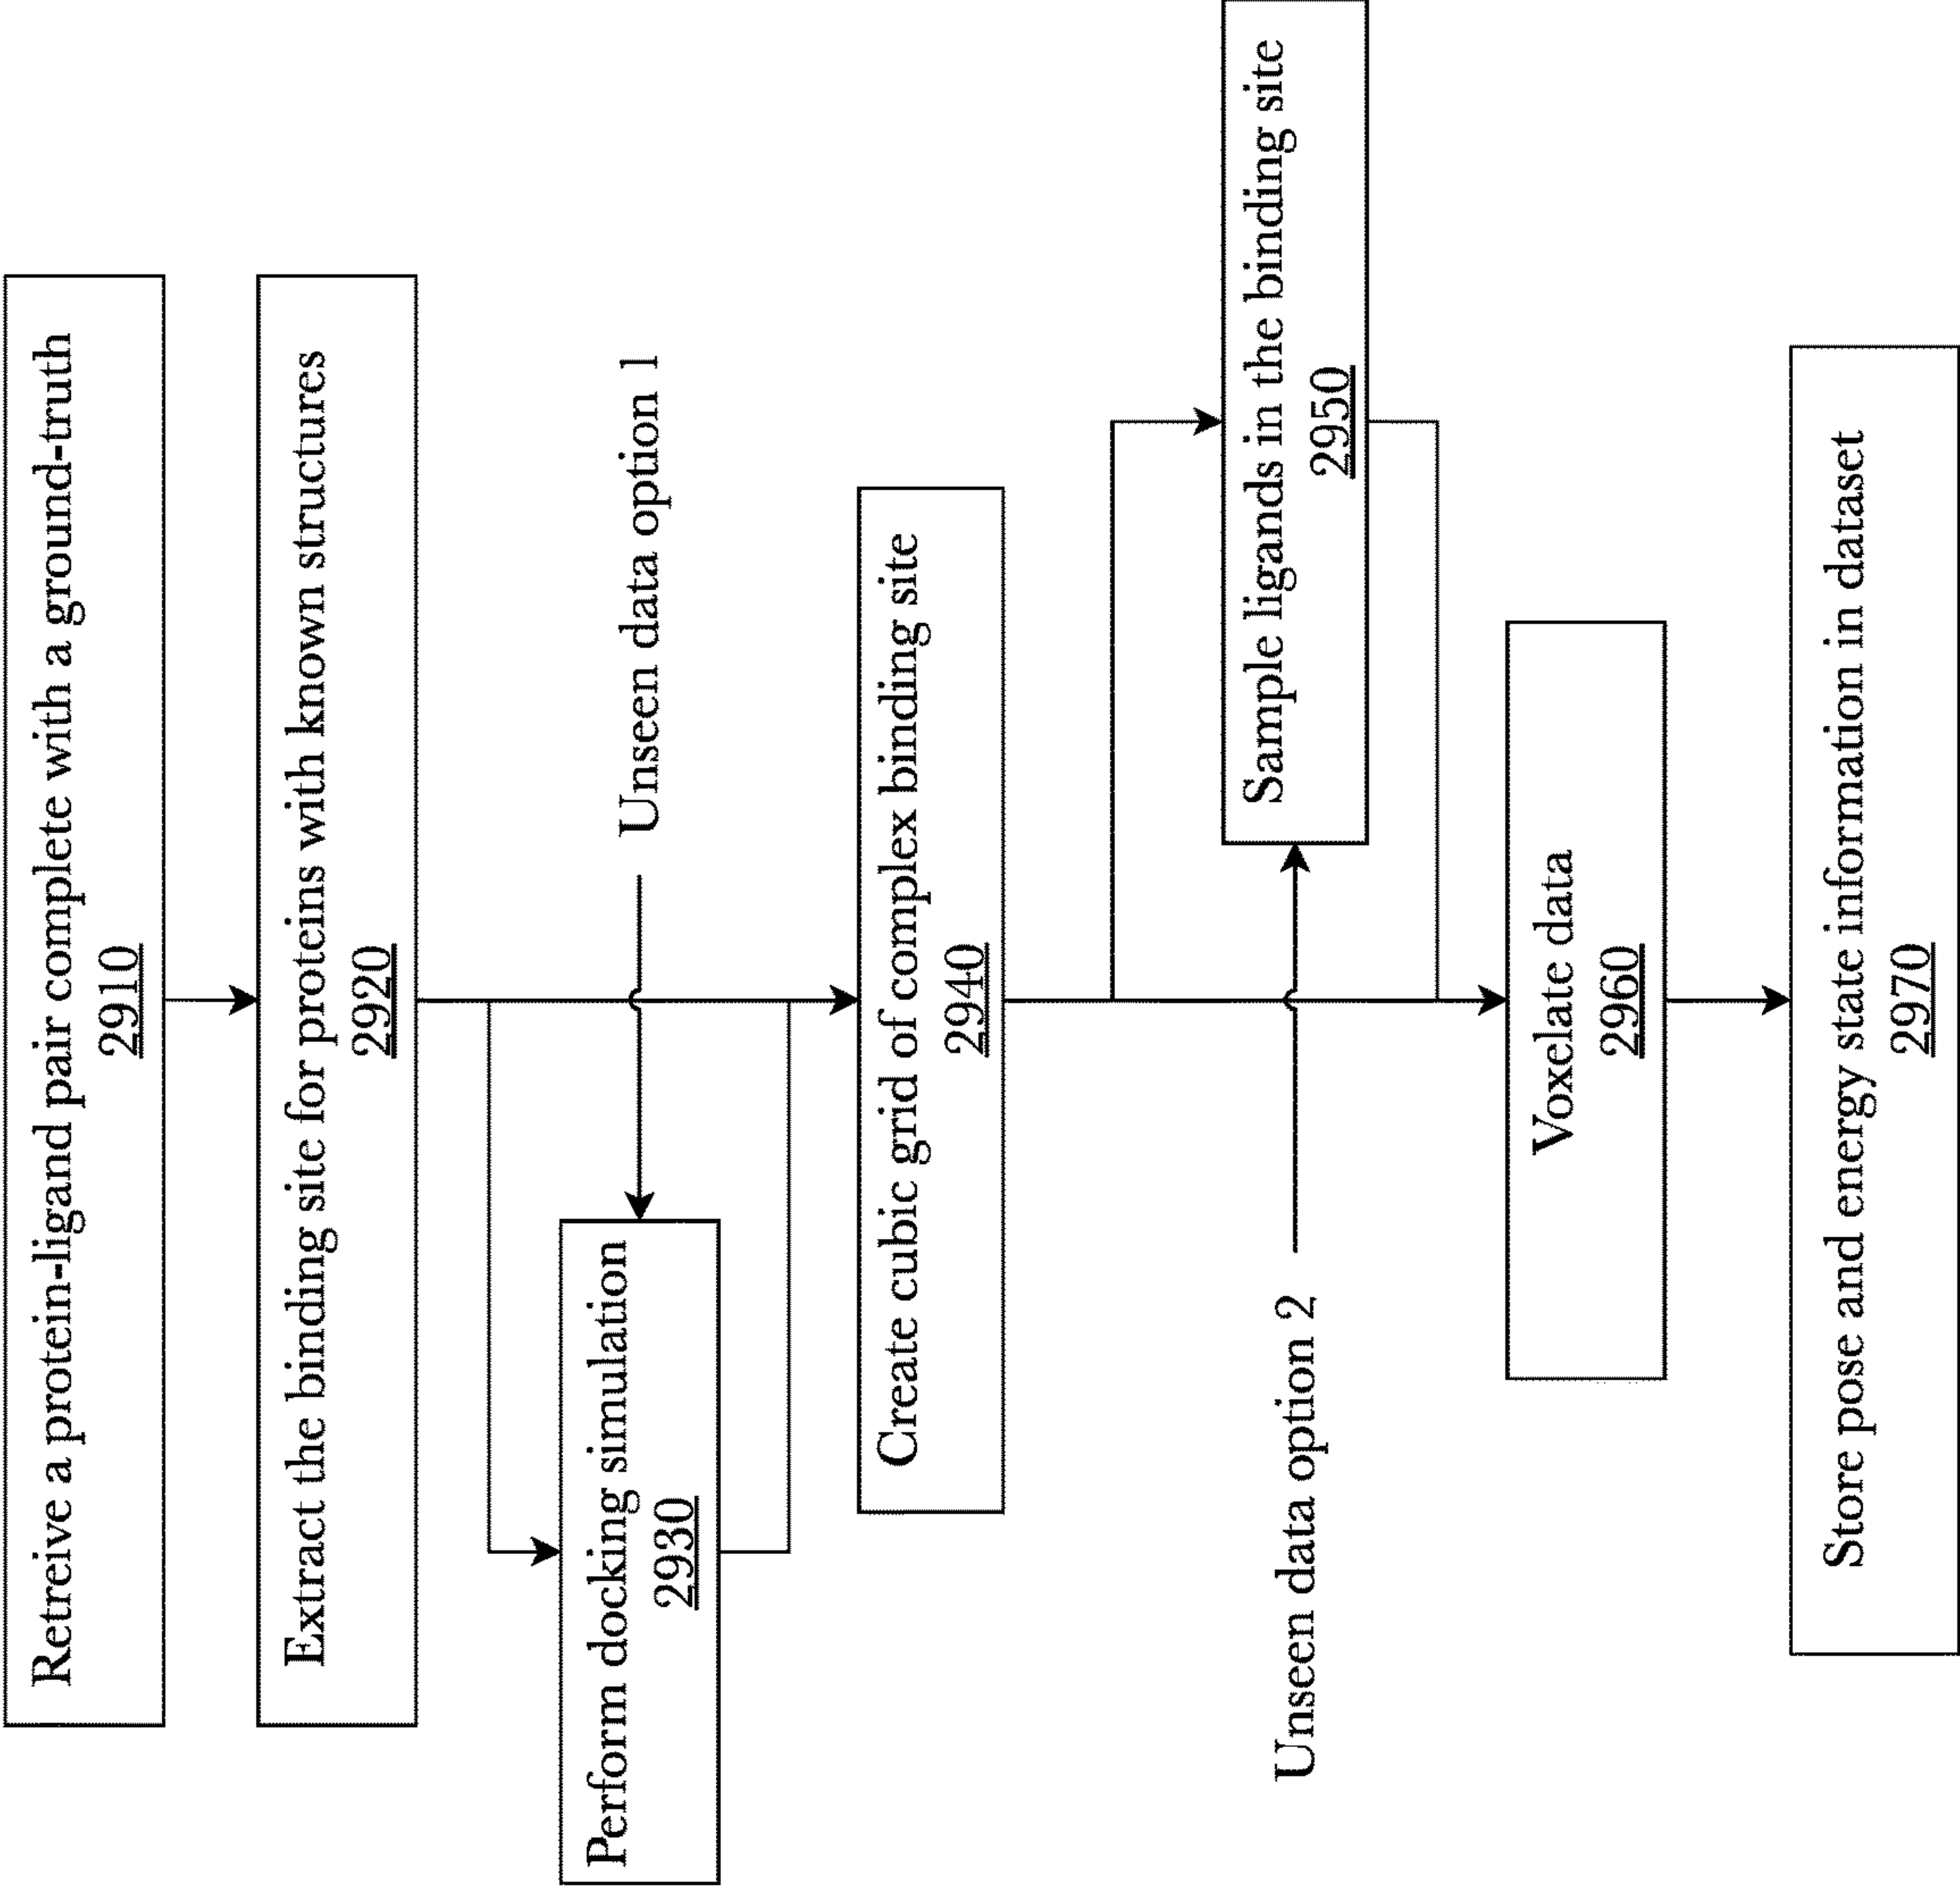 Retreive a protein-ligand pair complete with a ground-truth
2910
Extract the binding site for proteins with known structures
2920
Unseen data option 1
Perform docking simulation
2930
Create cubic grid of complex binding site
2940
Sample ligands in the binding site
2950
Unseen data option 2
Voxelate data
2960
Store pose and energy state information in dataset
2970